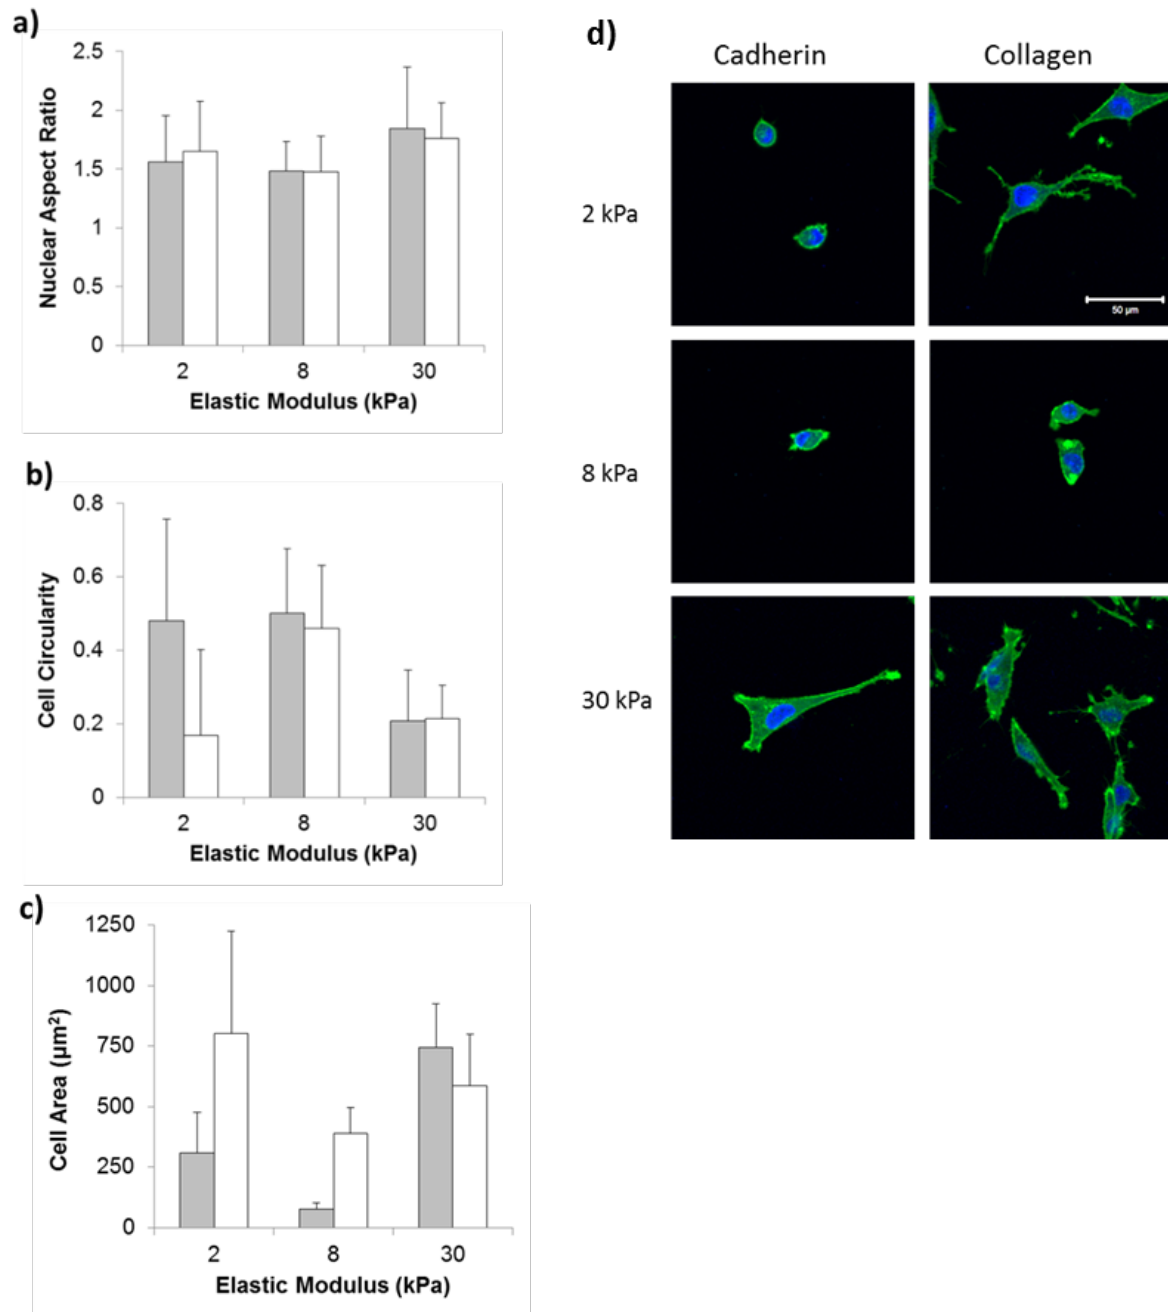 a)
Nuclear Aspect Ratio
2.5
2
1.5
1
0.5
0
2 8 30
Elastic Modulus (kPa)
b)
Cell Circularity
0.8
0.6
0.4
0.2
0
2 8 30
Elastic Modulus (kPa)
c)
Cell Area (µm²)
1250
1000
750
500
250
0
2 8 30
Elastic Modulus (kPa)
d)
Cadherin Collagen
2 kPa
50 µm
8 kPa
30 kPa